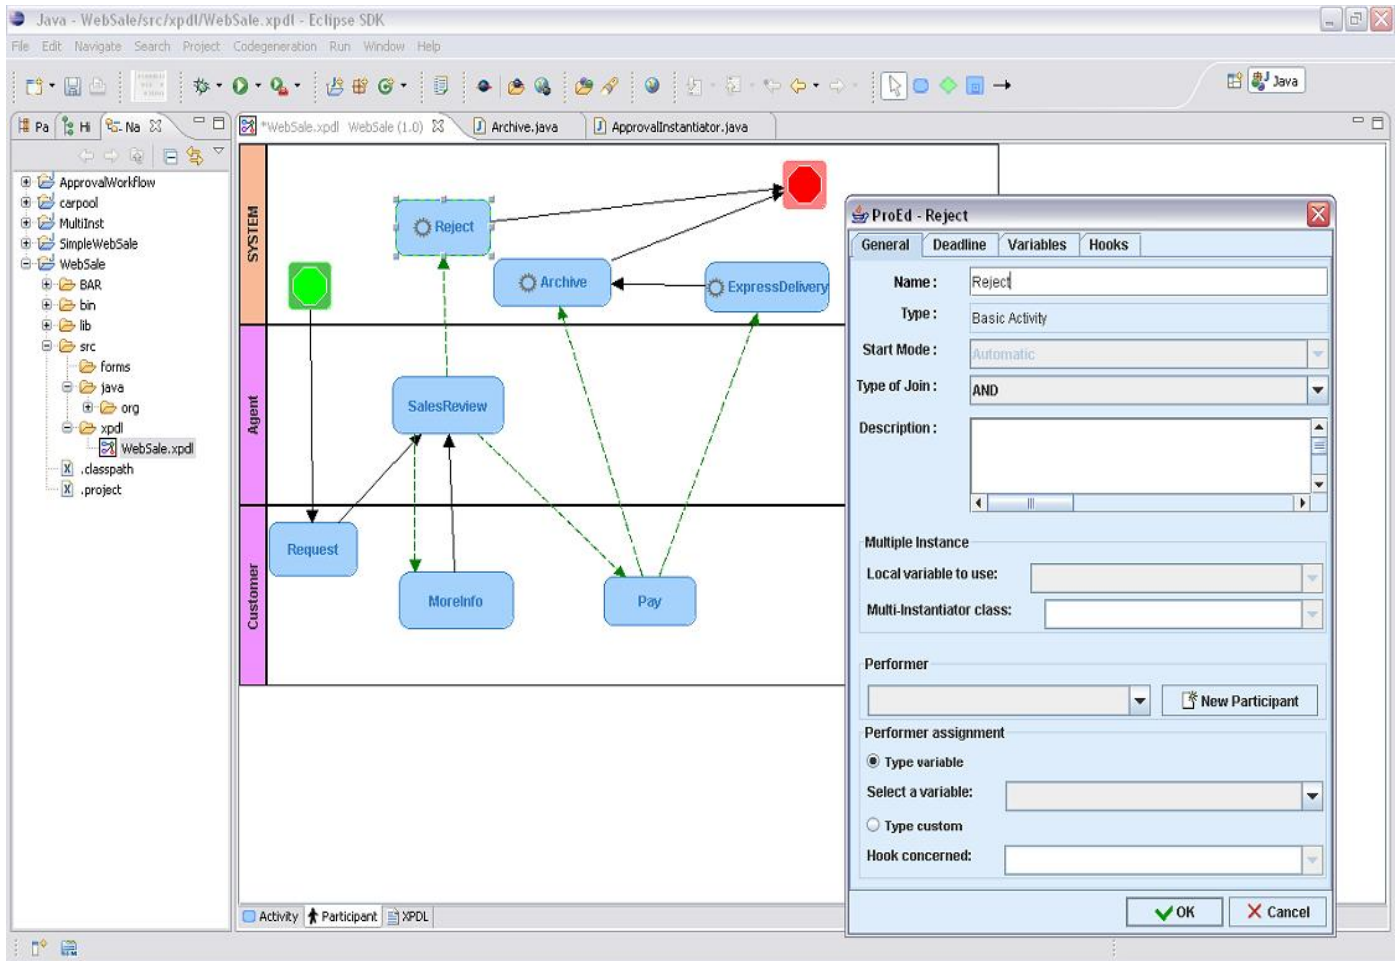 Java - WebSale/src/xpdl/WebSale.xpdl - Eclipse SDK
File Edit Navigate Search Project Codegeneration Run Window Help
Java
Pa Hi Na
*WebSale.xpdl WebSale (1.0) Archive.java ApprovalInstantiator.java
ApprovalWorkflow
carpool
MultiInst
SimpleWebSale
WebSale
BAR
bin
lib
src
forms
java
org
xpdl
WebSale.xpdl
.classpath
.project
SYSTEM
Reject
Archive
ExpressDelivery
Agent
SalesReview
Customer
Request
MoreInfo
Pay
Activity Participant XPDL
ProEd - Reject
General Deadline Variables Hooks
Name : Reject
Type : Basic Activity
Start Mode : Automatic
Type of Join : AND
Description :
Multiple Instance
Local variable to use:
Multi-Instantiator class:
Performer
New Participant
Performer assignment
Type variable
Select a variable:
Type custom
Hook concerned:
OK Cancel